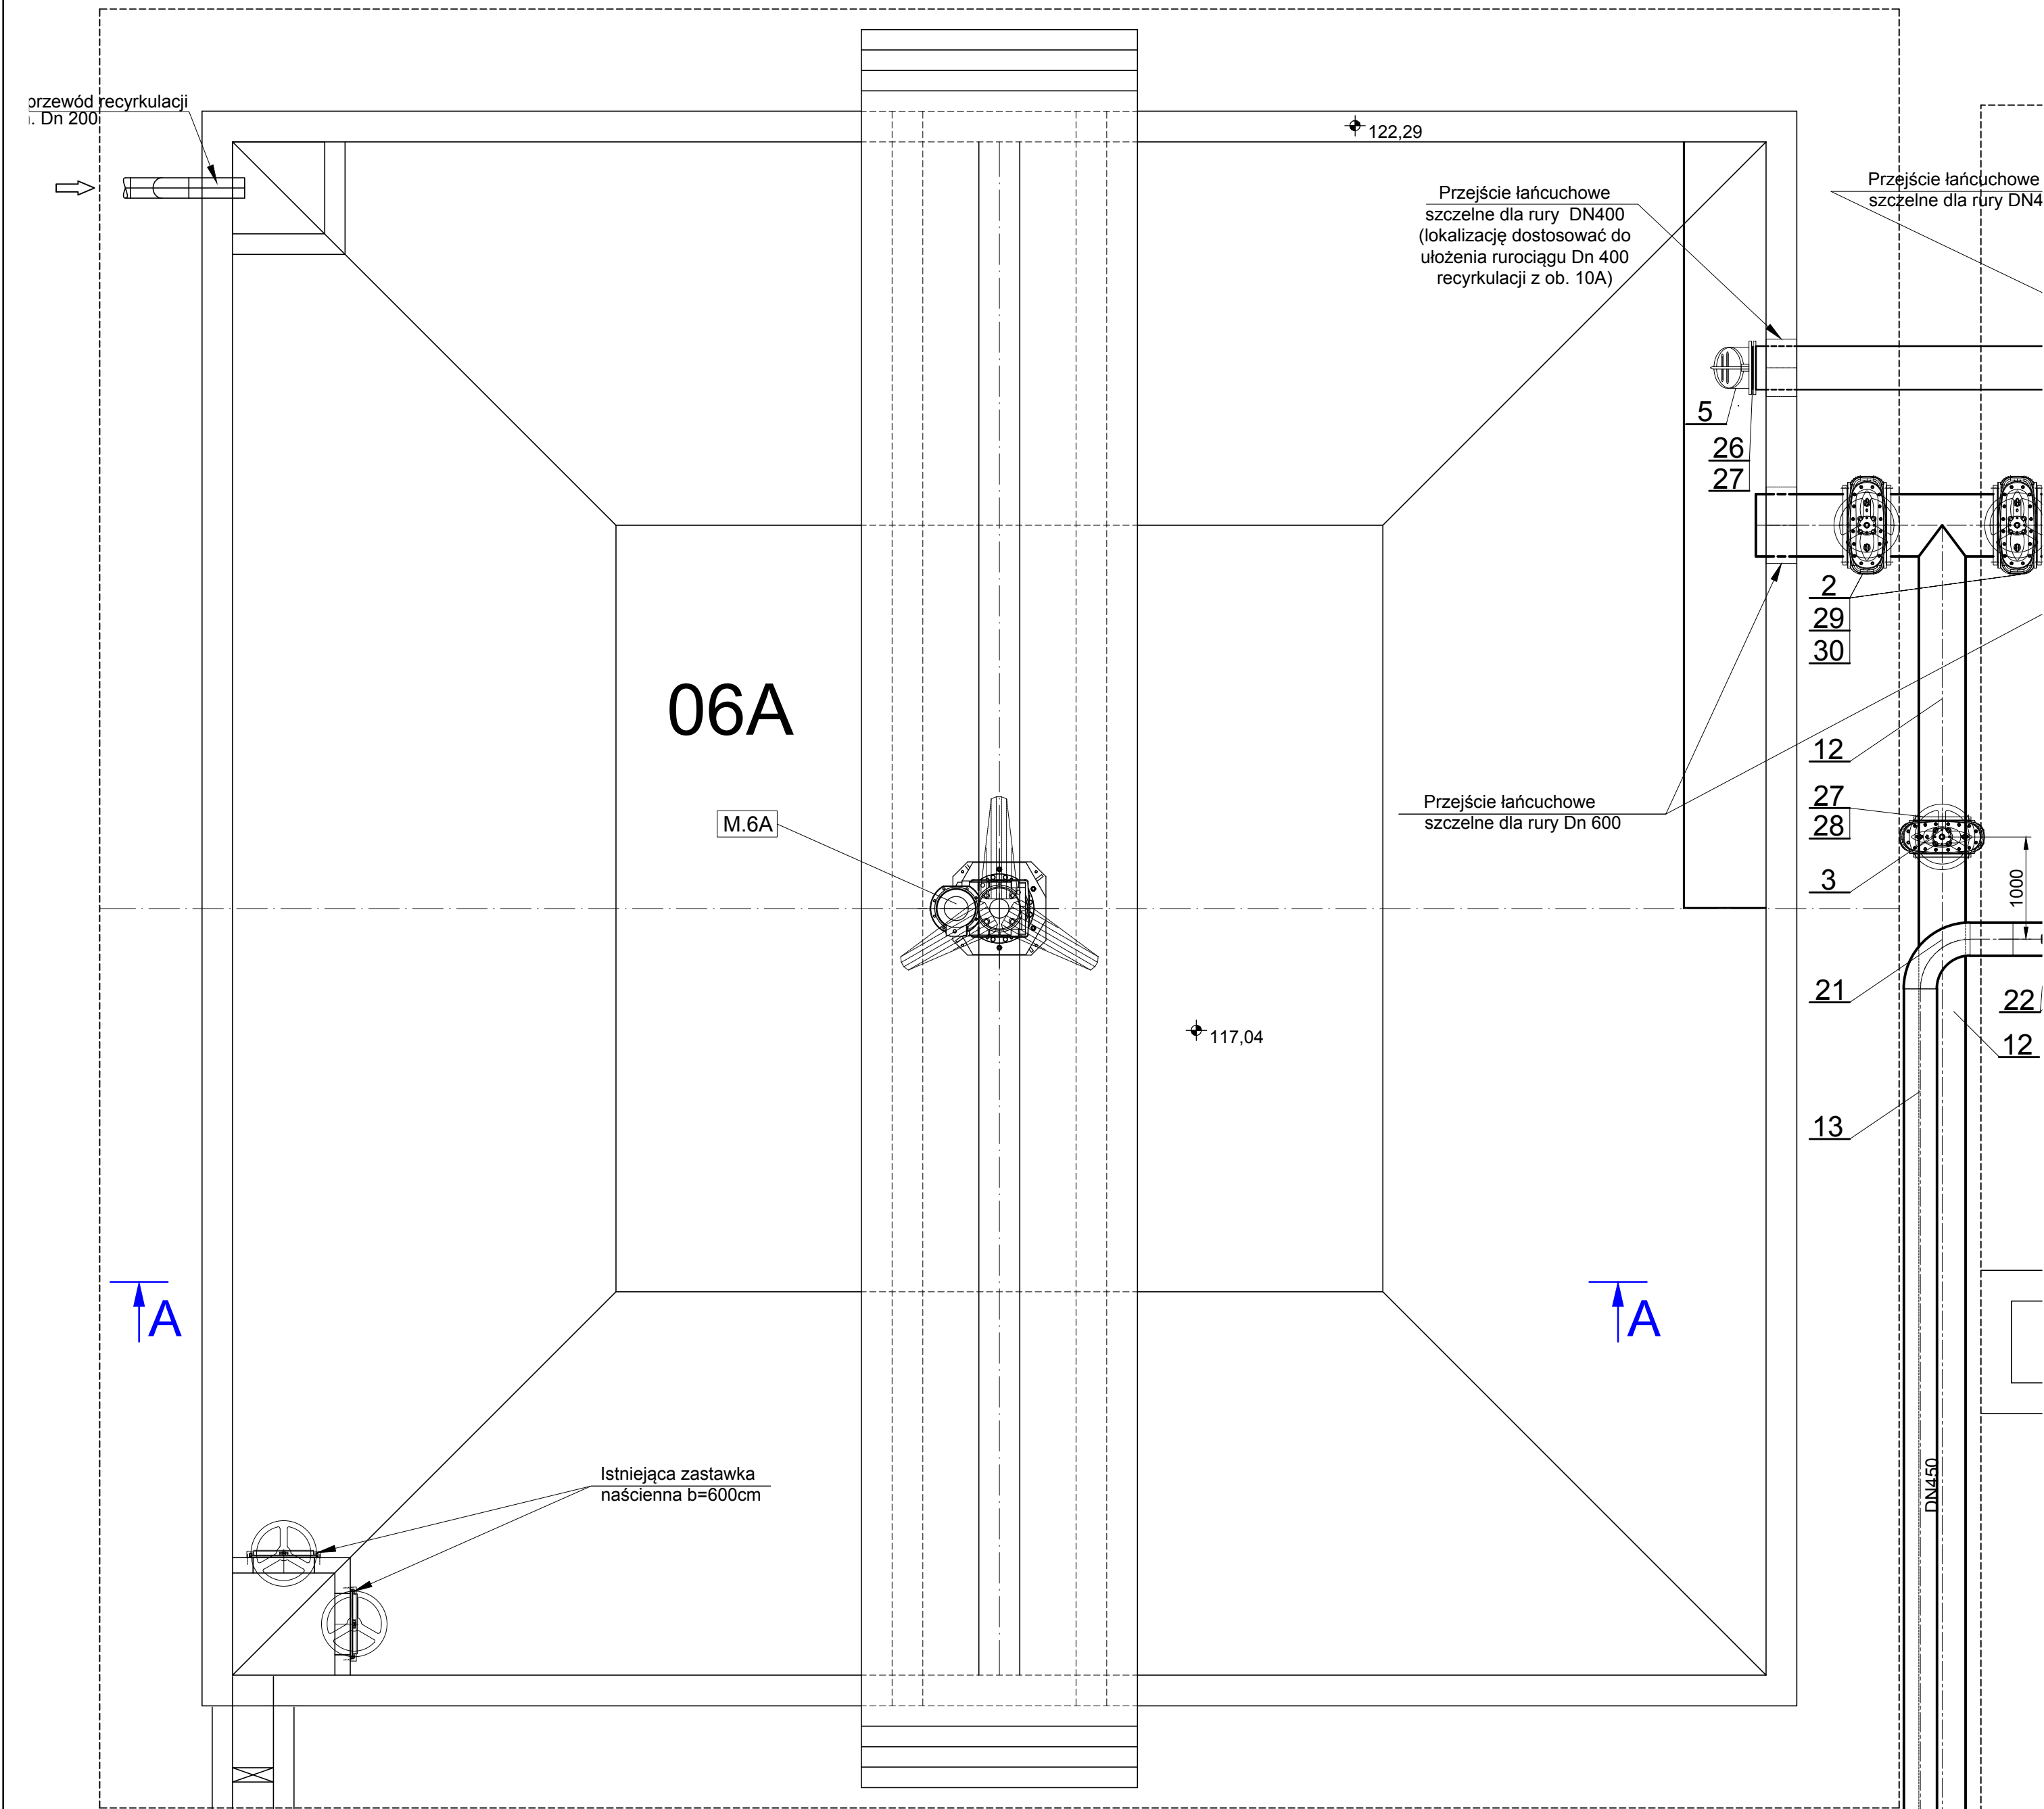 recyrkulacji
Dn 200
122,29
Przejście łańcuchowe
szczelne dla rury DN400
(lokalizację dostosować do
ułożenia rurociągu Dn 400
recyrkulacji z ob. 10A)
Przejście łańcuchowe
szczelne dla rury
5
26
27
2
29
30
06A
12
M.6A
Przejście łańcuchowe
szczelne dla rury Dn 600
27
28
3
1000
21
22
117,04
12
13
A
A
Istniejąca zastawka
naścienna b=600cm
DN450